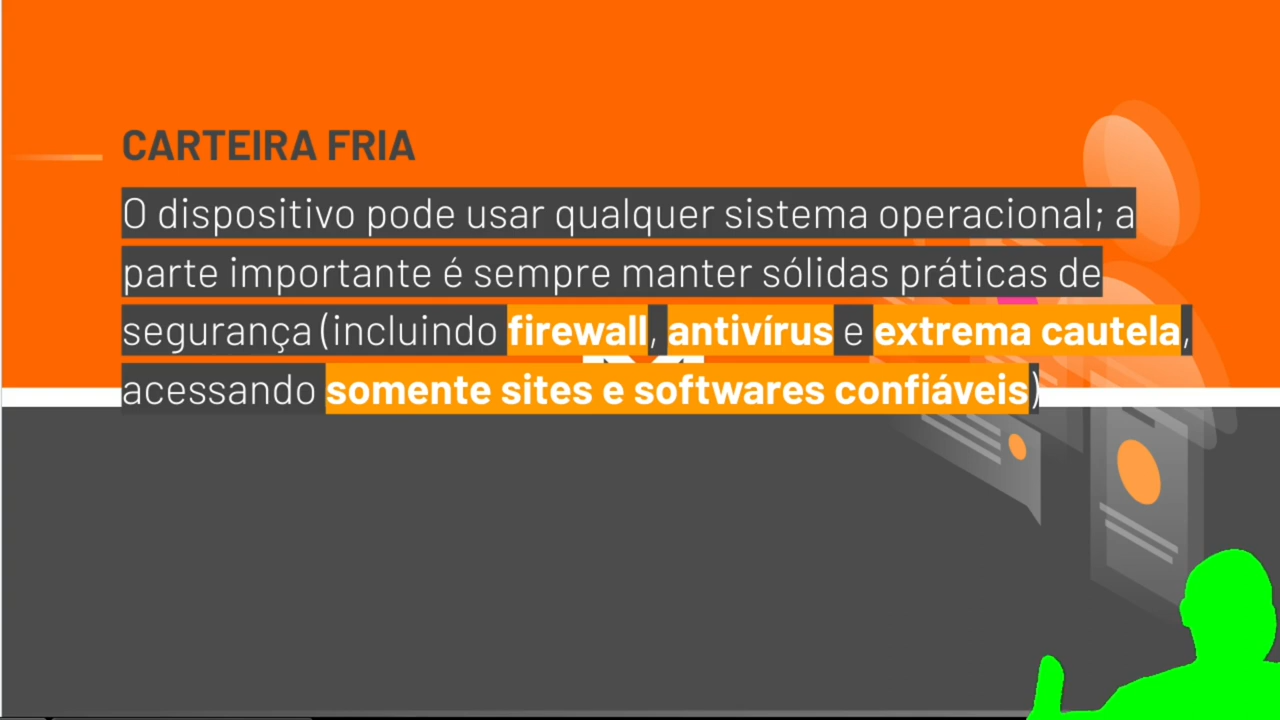 CARTEIRA FRIA
O dispositivo pode usar qualquer sistema operacional; a
parte importante é sempre manter sólidas práticas de
segurança (incluindo firewall, antivírus e extrema cautela,
acessando somente sites e softwares confiáveis)